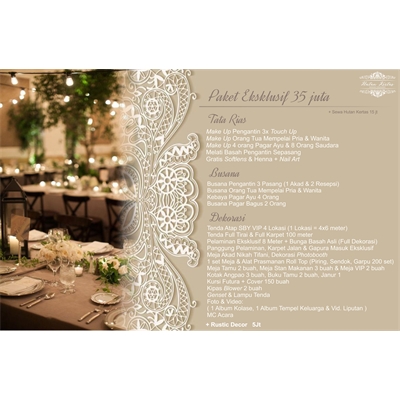 Paket Eksklusif 35 juta
Tata Rias
Make Up Pengantin 3x Touch Up
Make Up Orang Tua Mempelai Pria & Wanita
Make Up 4 orang Pagar Ayu & 8 Orang Saudara
Melati Basah Pengantin Sepasang
Gratis Softlens & Henna + Nail Art
Busana
Busana Pengantin 3 Pasang (1 Akad & 2 Resepsi)
Busana Orang Tua Mempelai Pria & Wanita
Kebaya Pagar Ayu 4 Orang
Busana Pagar Bagus 2 Orang
Dekorasi
Tenda Atap SBY VIP 4 Lokasi (1 Lokasi = 4x6 meter)
Tenda Full Tirai & Full Karpet 100 meter
Pelaminan Eksklusif 8 Meter + Bunga Basah Asli (Full Dekorasi)
Panggung Pelaminan, Karpet Jalan & Gapura Masuk Eksklusif
Meja Akad Nikah Tifani, Dekorasi Photobooth
1 set Meja & Alat Prasmanan Roll Top (Piring, Sendok, Garpu 200 set)
Meja Tamu 2 buah, Meja Stan Makanan 3 buah & Meja VIP 2 buah
Kotak Angpao 3 buah, Buku Tamu 2 buah, Janur 1
Kursi Futura + Cover 150 buah
Kipas Blower 2 buah
Genset & Lampu Tenda
Foto & Video
( 1 Album Kolase, 1 Album Tempel Keluarga & Vid. Liputan )
MC Acara
+ Rustic Decor 5Jt